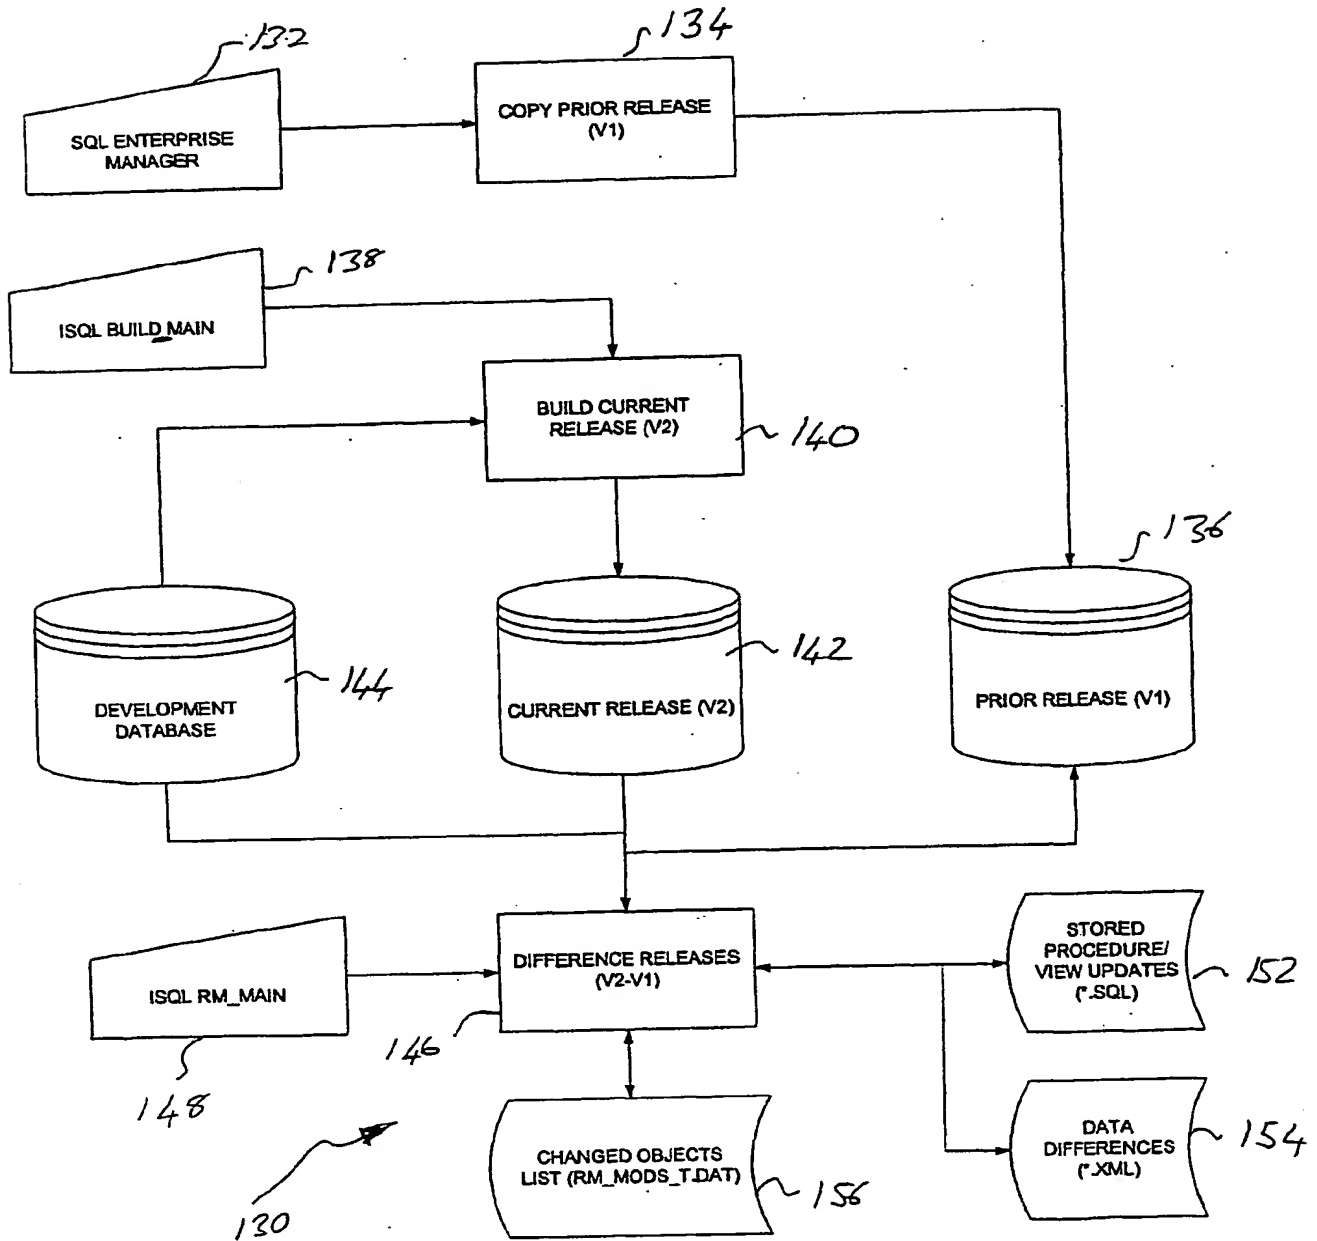 132
134
SQL ENTERPRISE
MANAGER
COPY PRIOR RELEASE
(V1)
138
ISQL BUILD_MAIN
BUILD CURRENT
RELEASE (V2)
140
136
144
DEVELOPMENT
DATABASE
142
CURRENT RELEASE (V2)
PRIOR RELEASE (V1)
ISQL RM_MAIN
148
DIFFERENCE RELEASES
(V2-V1)
146
STORED
PROCEDURE/
VIEW UPDATES
(*.SQL)
152
CHANGED OBJECTS
LIST (RM_MODS_T.DAT)
156
DATA
DIFFERENCES
(*.XML)
154
130